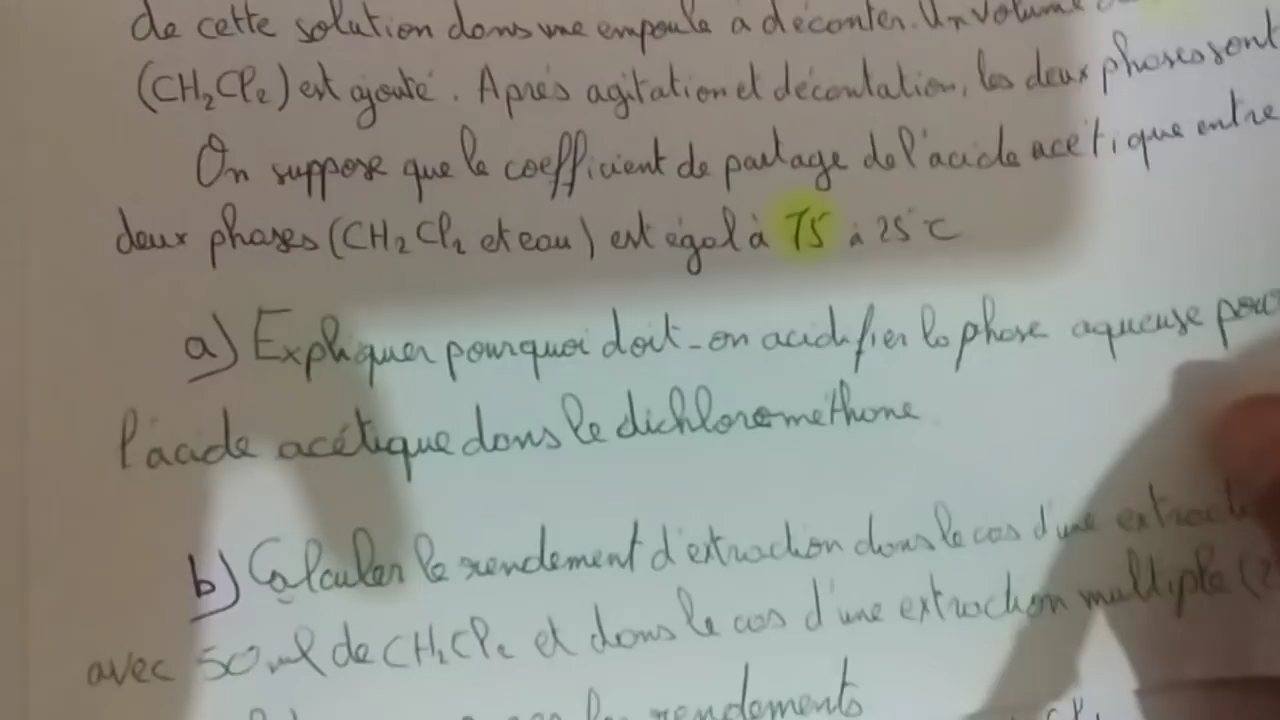 de cette solution dans une ampoule a décanter. Un volume
(CH₂Cl₂) est ajouté. Après agitation et décantation, les deux phases sont
On suppose que le coefficient de partage de l'acide acétique entre
deux phases (CH₂Cl₂ et eau) est égal à 75 à 25°C
a) Expliquer pourquoi doit-on acidifier la phase aqueuse pour
l'acide acétique dans le dichlorométhane
b) Calculer le rendement d'extraction dans le cas d'une
avec 50 ml de CH₂Cl₂ et dans le cas d'une extraction multiple
rendements